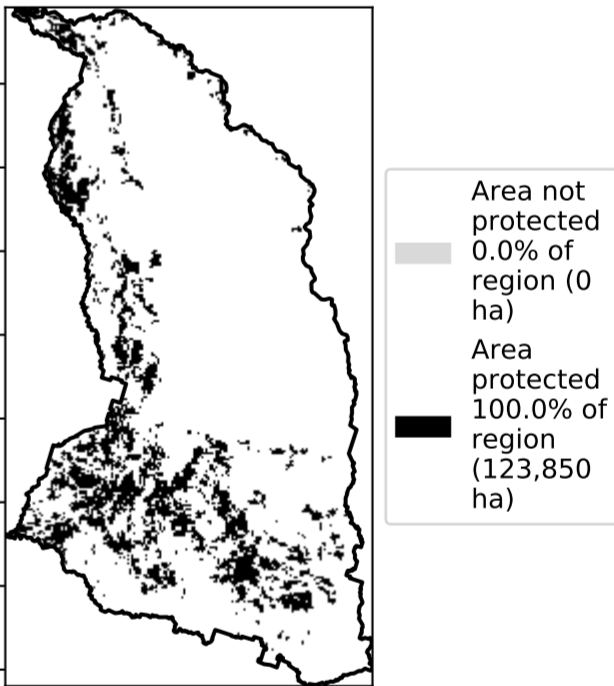 Area not
protected
0.0% of
region (0
ha)
Area
protected
100.0% of
region
(123,850
ha)